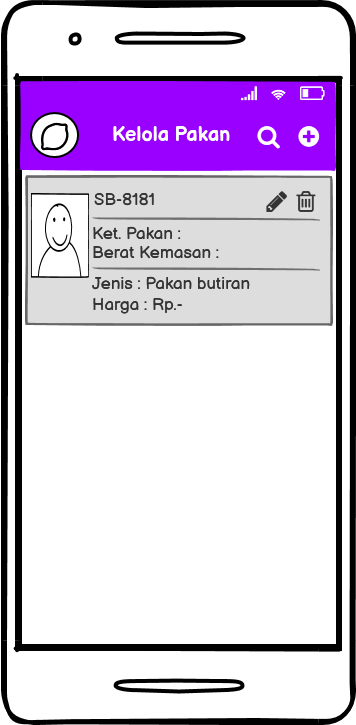 Kelola Pakan
SB-8181
Ket. Pakan :
Berat Kemasan :
Jenis : Pakan butiran
Harga : Rp.-